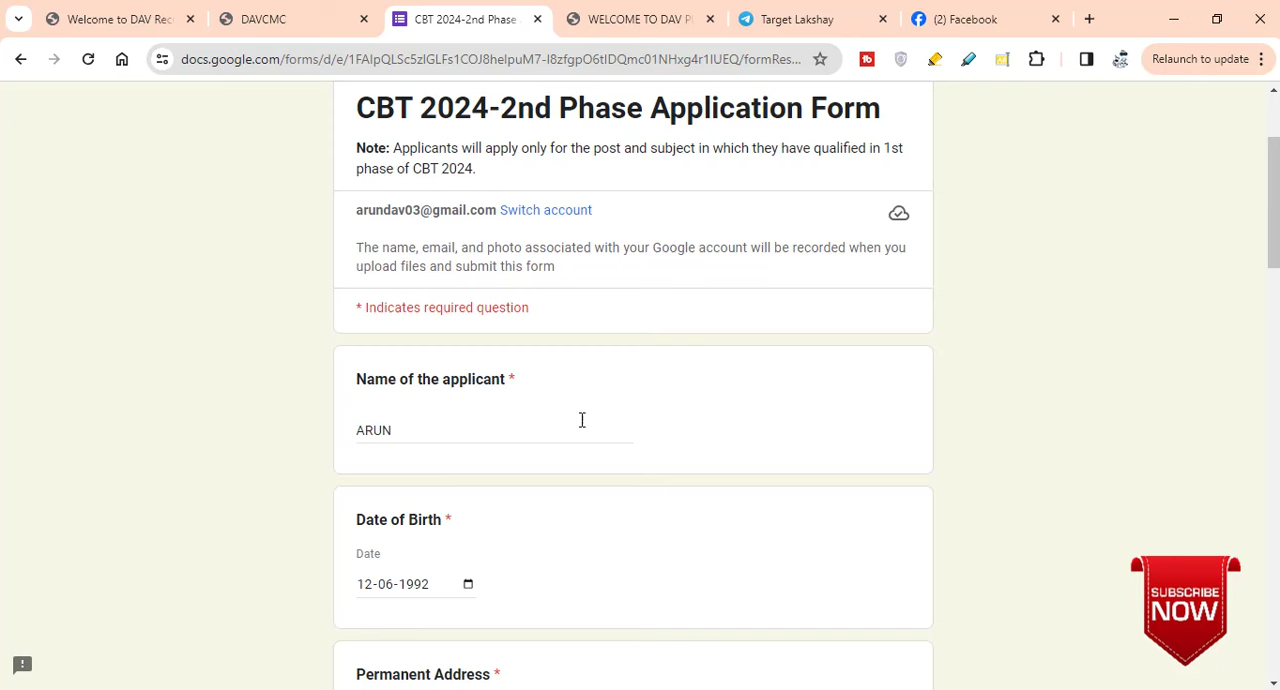 Welcome to DAV Rec
DAVCMC
CBT 2024-2nd Phase
WELCOME TO DAV P
Target Lakshay
(2) Facebook
docs.google.com/forms/d/e/1FAIpQLSc5zIGLFs1COJ8heIpuM7-I8zfgpO6tIDQmc01NHxg4r1IUEQ/formRes...
Relaunch to update
CBT 2024-2nd Phase Application Form
Note: Applicants will apply only for the post and subject in which they have qualified in 1st
phase of CBT 2024.
arundav03@gmail.com Switch account
The name, email, and photo associated with your Google account will be recorded when you
upload files and submit this form
* Indicates required question
Name of the applicant *
ARUN
Date of Birth *
Date
12-06-1992
Permanent Address *
SUBSCRIBE
NOW